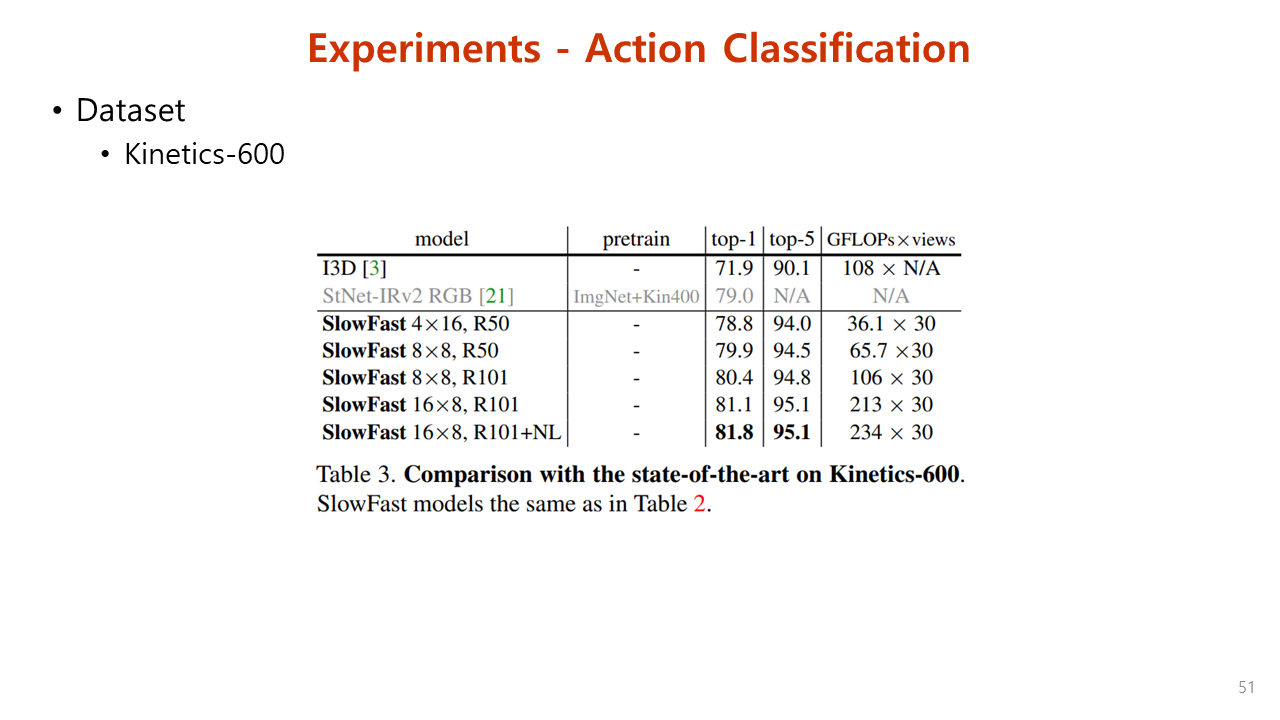 Experiments - Action Classification
• Dataset
• Kinetics-600
model pretrain top-1 top-5 GFLOPs×views
I3D [3] - 71.9 90.1 108 × N/A
StNet-IRv2 RGB [21] ImgNet+Kin400 79.0 N/A N/A
SlowFast 4×16, R50 - 78.8 94.0 36.1 × 30
SlowFast 8×8, R50 - 79.9 94.5 65.7 ×30
SlowFast 8×8, R101 - 80.4 94.8 106 × 30
SlowFast 16×8, R101 - 81.1 95.1 213 × 30
SlowFast 16×8, R101+NL - 81.8 95.1 234 × 30
Table 3. Comparison with the state-of-the-art on Kinetics-600.
SlowFast models the same as in Table 2.
51